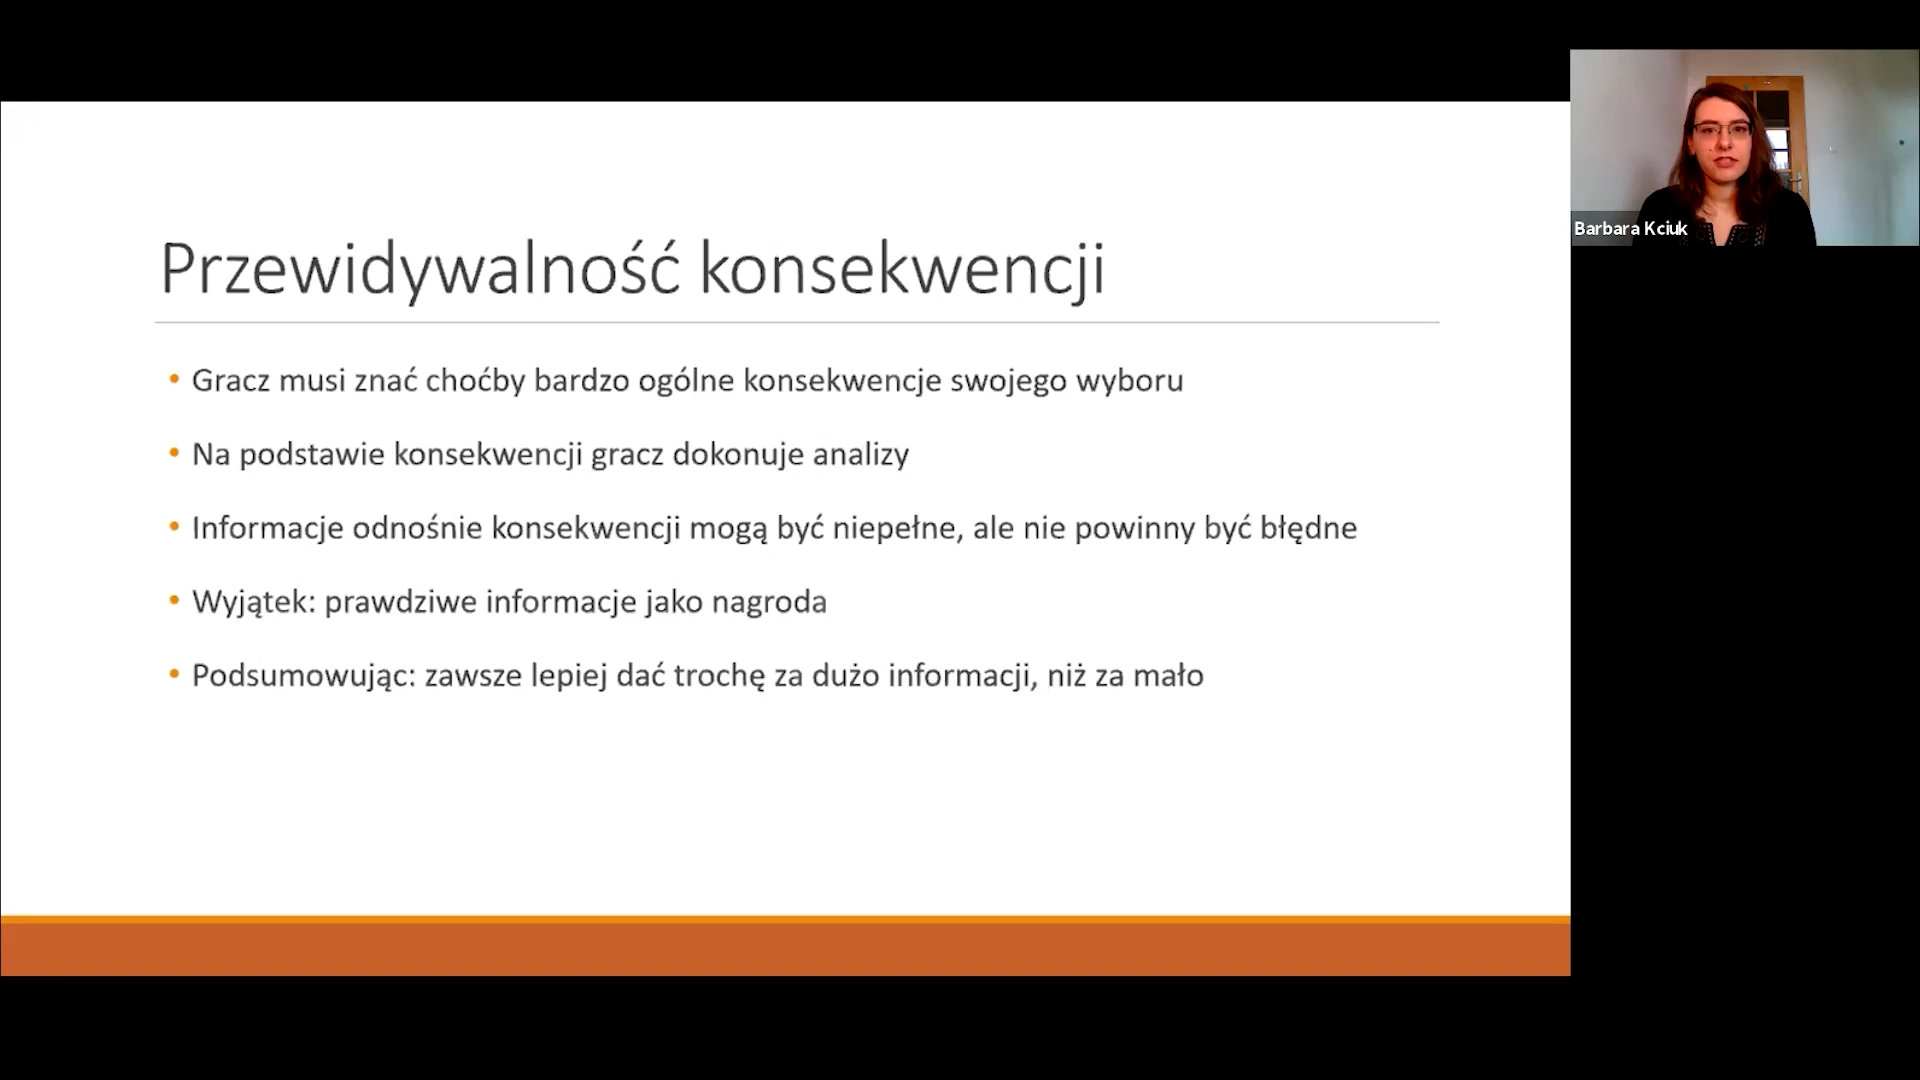 Przewidywalność konsekwencji
• Gracz musi znać choćby bardzo ogólne konsekwencje swojego wyboru
• Na podstawie konsekwencji gracz dokonuje analizy
• Informacje odnośnie konsekwencji mogą być niepełne, ale nie powinny być błędne
• Wyjątek: prawdziwe informacje jako nagroda
• Podsumowując: zawsze lepiej dać trochę za dużo informacji, niż za mało
Barbara Kciuk